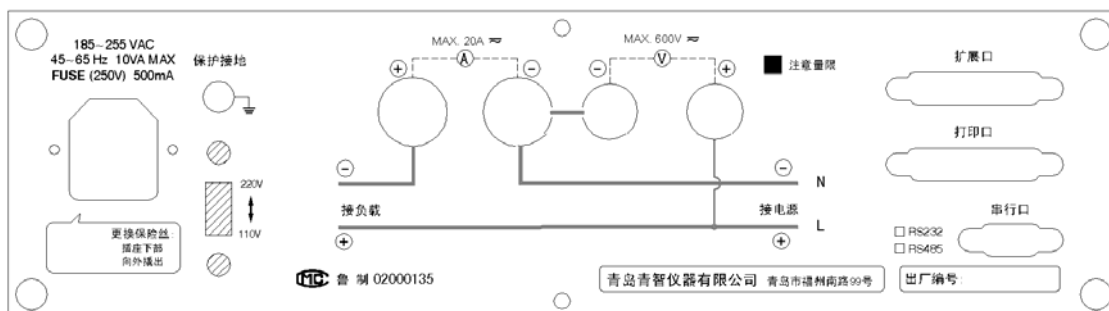 185~255 VAC
45~65 Hz 10VA MAX
FUSE (250V) 500mA
保护接地
220V
110V
更换保险丝:
插座下部
向外撬出
MAX. 20A
MAX. 600V
A
V
注意量限
N
接负载
接电源
L
扩展口
打印口
串行口
RS232
RS485
MC 鲁制 02000135
青岛青智仪器有限公司 青岛市福州南路99号
出厂编号: